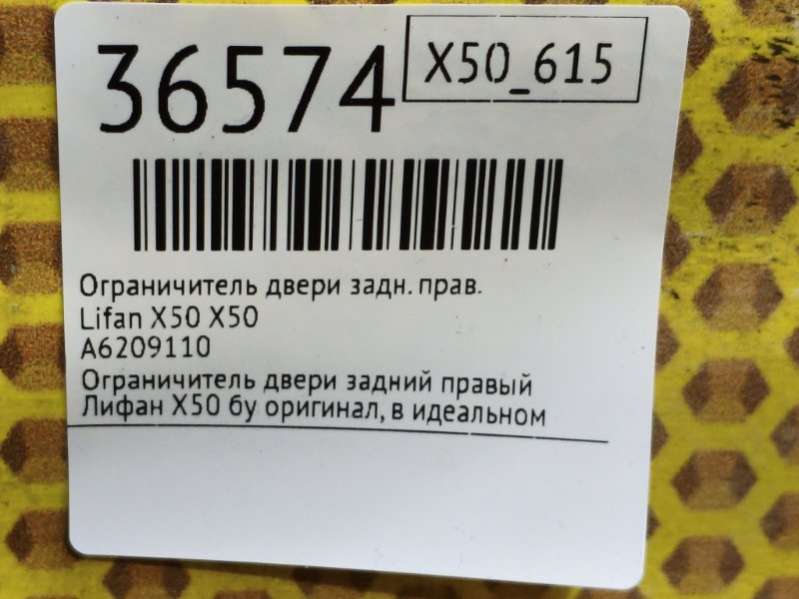 36574
X50_615
Ограничитель двери задн. прав.
Lifan X50 X50
A6209110
Ограничитель двери задний правый
Лифан X50 бу оригинал, в идеальном